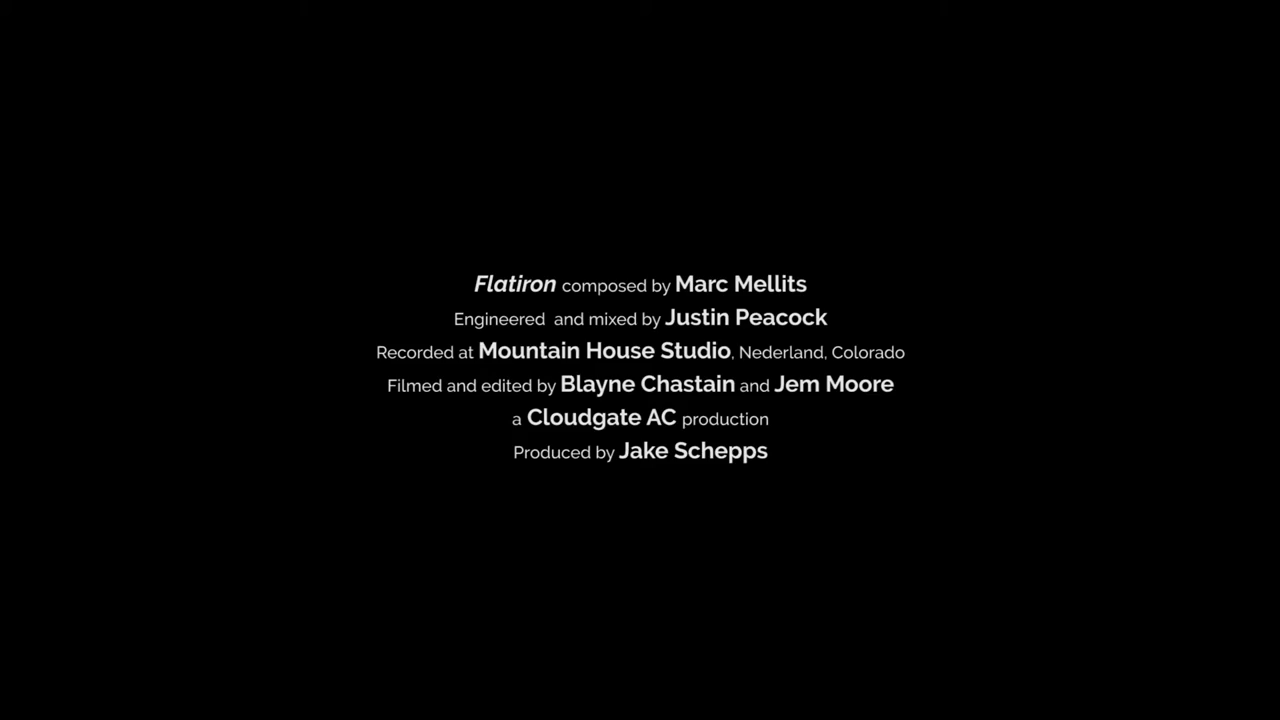 Flatiron composed by Marc Mellits
Engineered  and mixed by Justin Peacock
Recorded at Mountain House Studio, Nederland, Colorado
Filmed and edited by Blayne Chastain and Jem Moore
a Cloudgate AC production
Produced by Jake Schepps